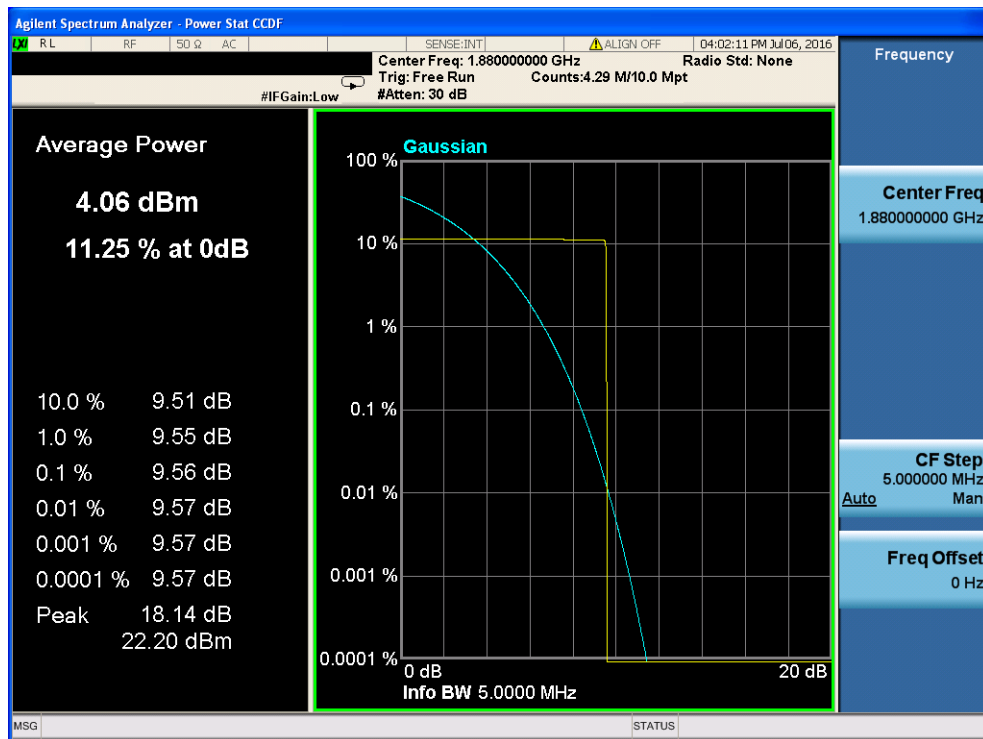 Agilent Spectrum Analyzer - Power Stat CCDF
LXI RL RF 50 Ω AC SENSE:INT ALIGN OFF 04:02:11 PM Jul 06, 2016
Center Freq: 1.880000000 GHz Radio Std: None
Trig: Free Run Counts:4.29 M/10.0 Mpt
#IFGain:Low #Atten: 30 dB
Frequency
Average Power
4.06 dBm
11.25 % at 0dB
10.0 % 9.51 dB
1.0 % 9.55 dB
0.1 % 9.56 dB
0.01 % 9.57 dB
0.001 % 9.57 dB
0.0001 % 9.57 dB
Peak 18.14 dB
22.20 dBm
Gaussian
100 %
10 %
1 %
0.1 %
0.01 %
0.001 %
0.0001 %
0 dB 20 dB
Info BW 5.0000 MHz
Center Freq
1.880000000 GHz
CF Step
5.000000 MHz
Auto Man
Freq Offset
0 Hz
MSG STATUS